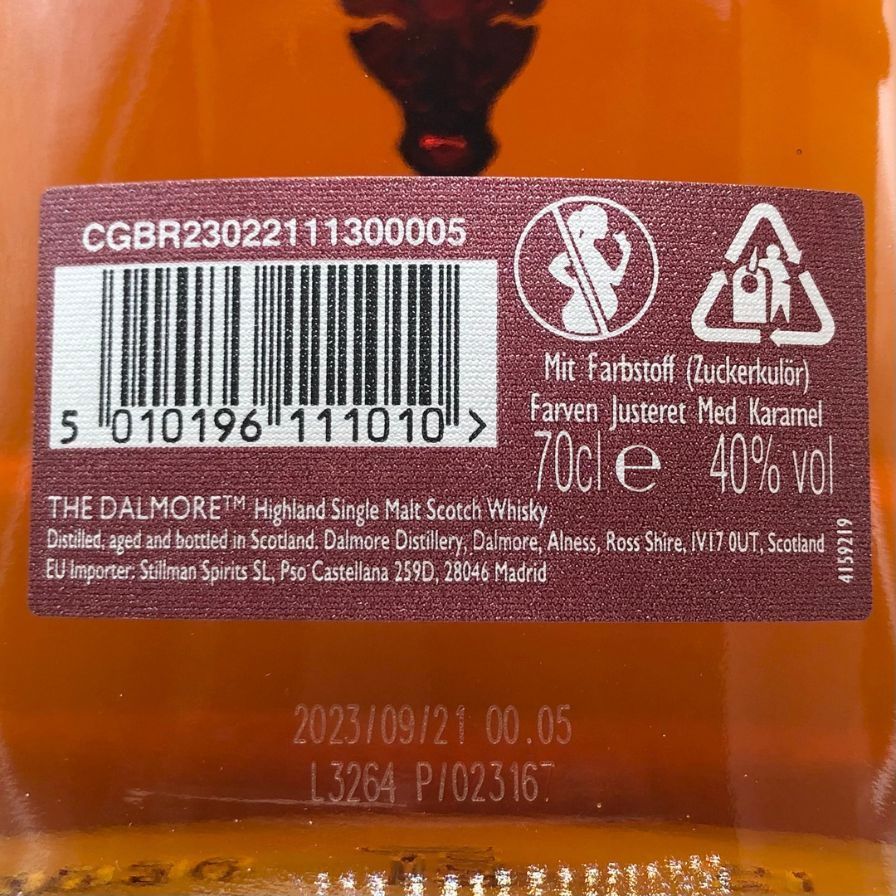 CGBR23022111300005
5 010196 111010 >
Mit Farbstoff (Zuckerkulör)
Farven Justeret Med Karamel
70cl e 40% vol
THE DALMORE™ Highland Single Malt Scotch Whisky
Distilled, aged and bottled in Scotland. Dalmore Distillery, Dalmore, Alness, Ross Shire, IV17 0UT, Scotland
EU Importer: Stillman Spirits SL, Pso Castellana 259D, 28046 Madrid
4159219
2023/09/21 00.05
L3264 P/023167